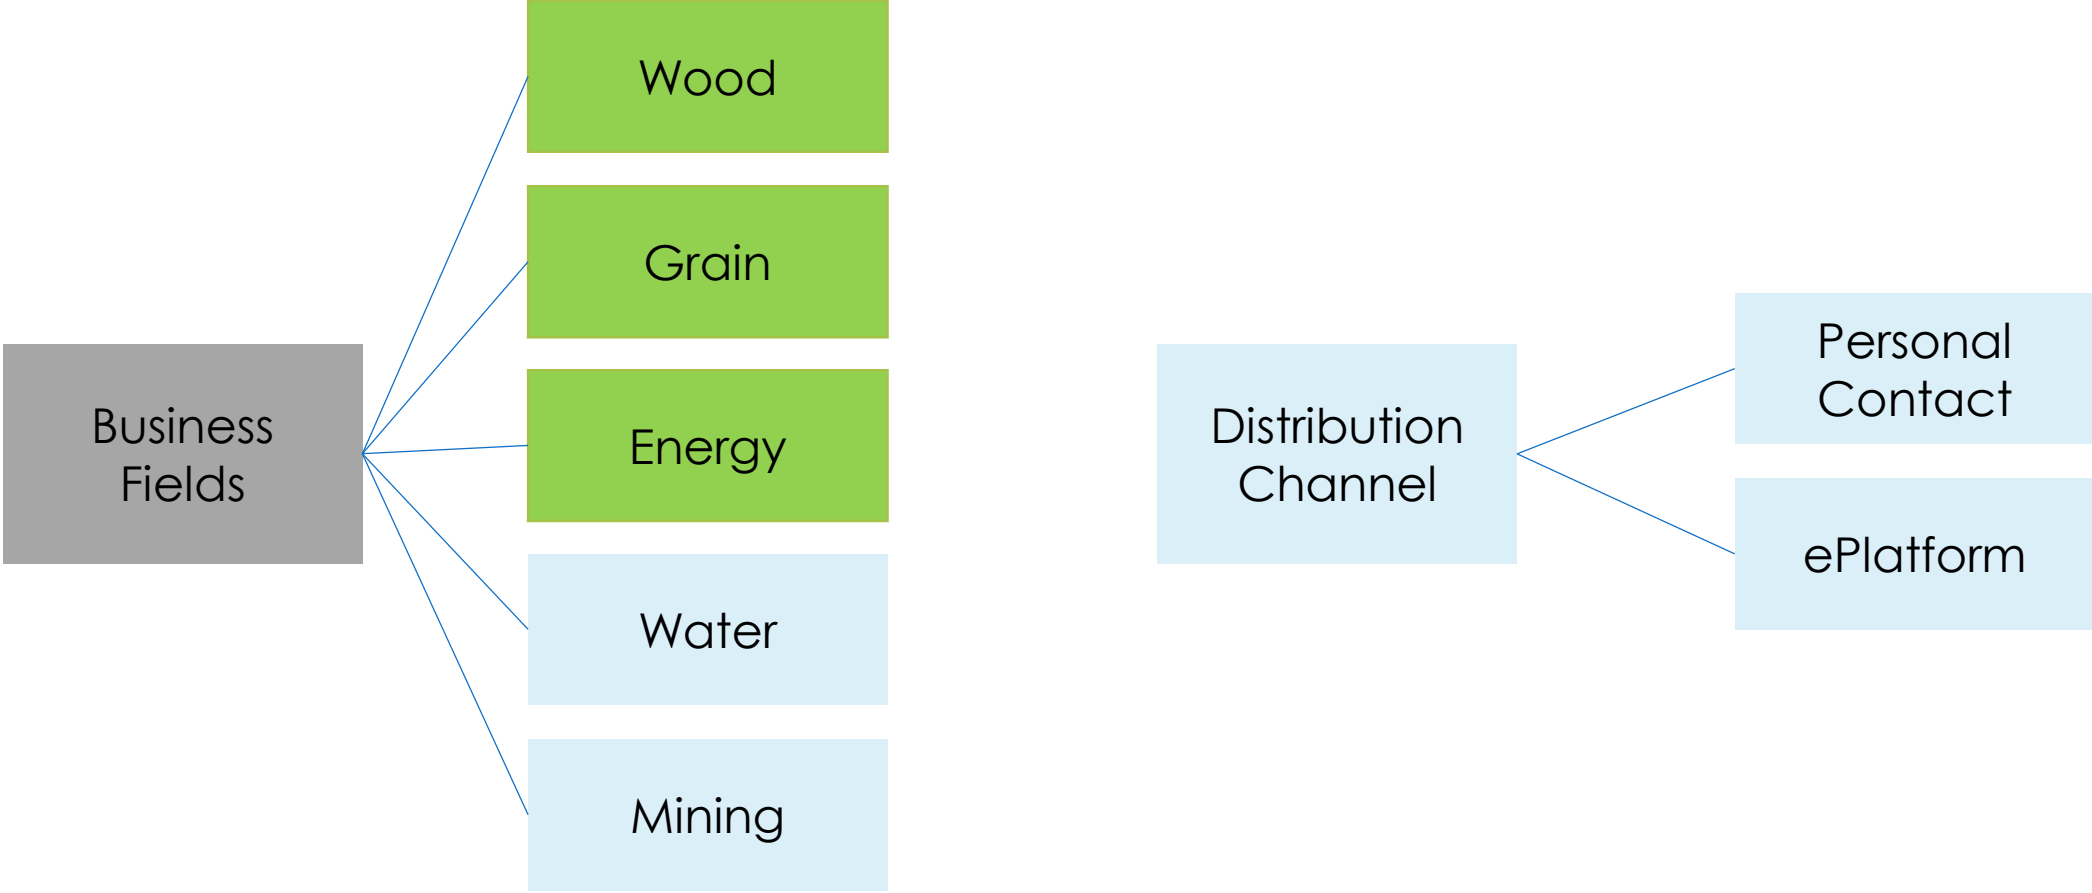 Business
Fields
Wood
Grain
Energy
Water
Mining
Distribution
Channel
Personal
Contact
ePlatform